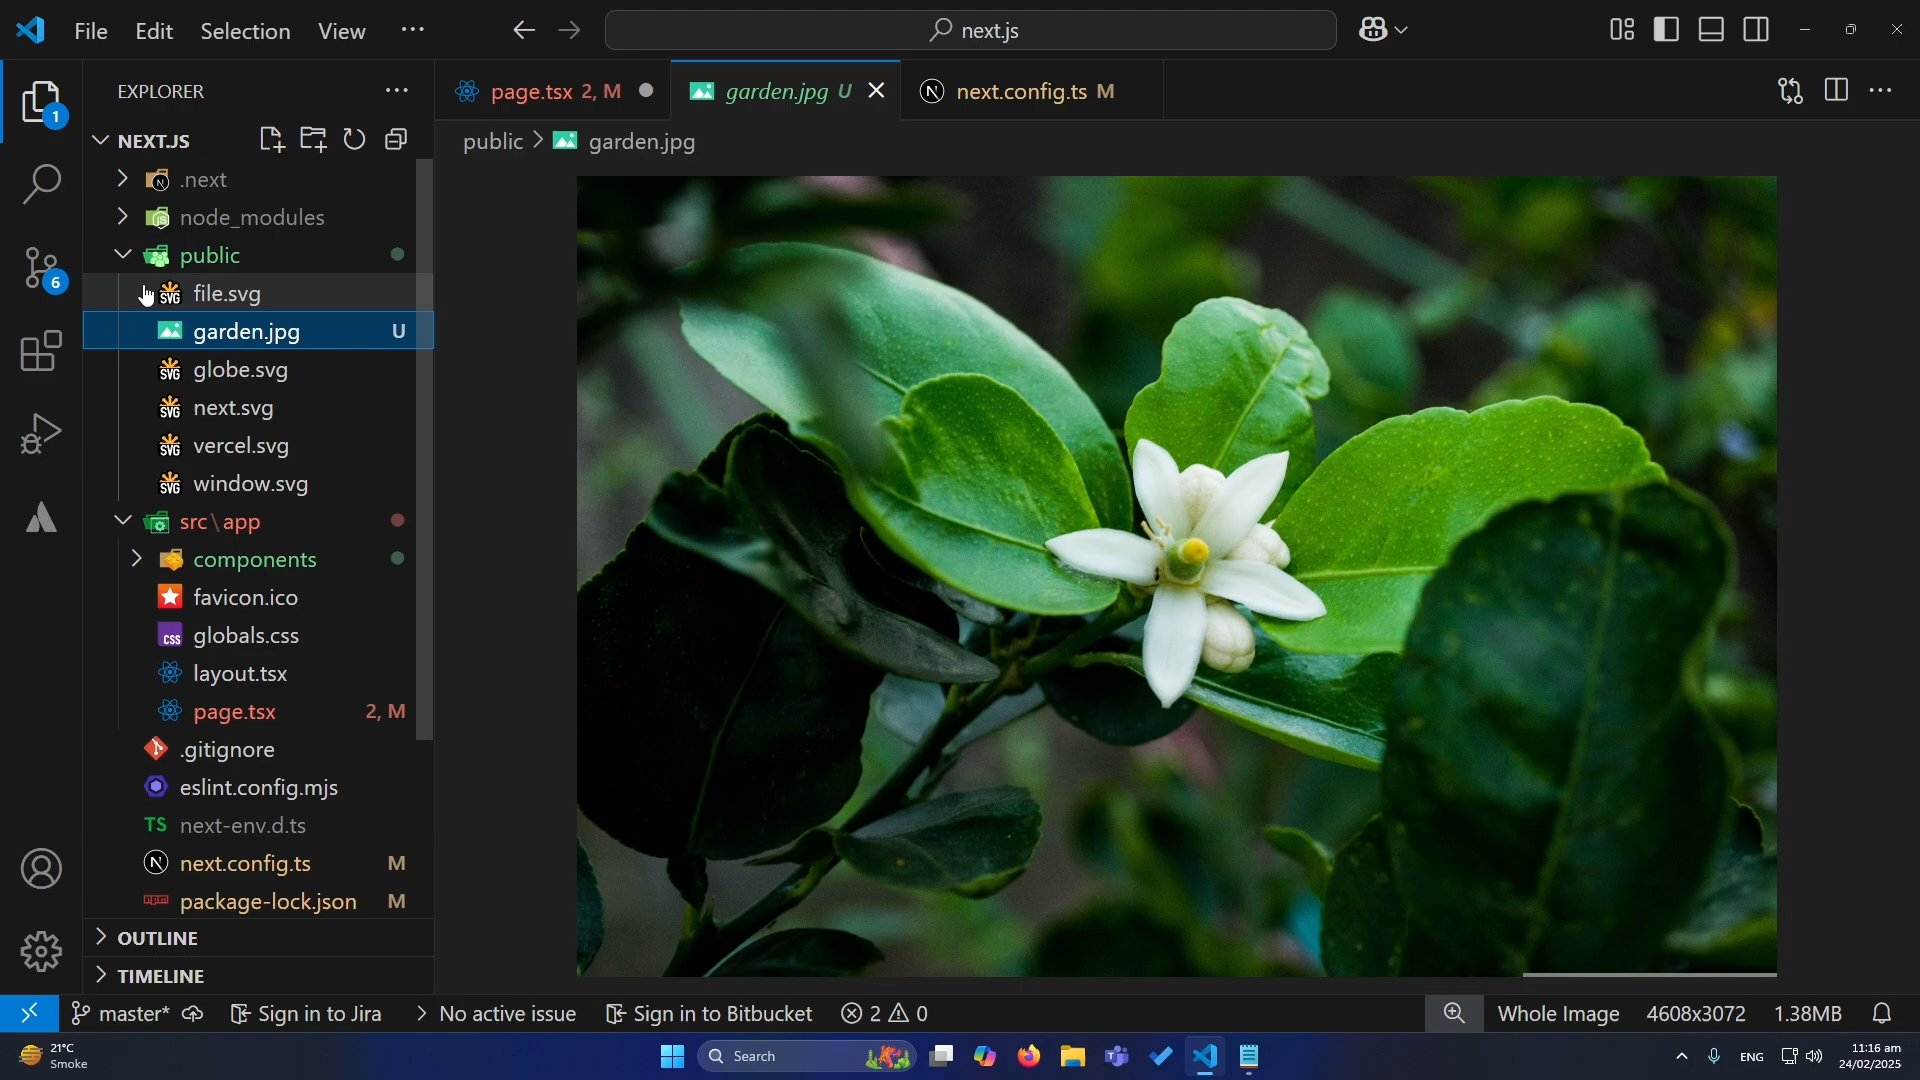 File Edit Selection View ···
next.js
EXPLORER
page.tsx 2, M
garden.jpg U
next.config.ts M
NEXT.JS
public > garden.jpg
.next
node_modules
public
file.svg
garden.jpg U
globe.svg
next.svg
vercel.svg
window.svg
src\app
components
favicon.ico
globals.css
layout.tsx
page.tsx 2, M
.gitignore
eslint.config.mjs
TS next-env.d.ts
next.config.ts M
package-lock.json M
OUTLINE
TIMELINE
master* Sign in to Jira > No active issue Sign in to Bitbucket 2 0 Whole Image 4608x3072 1.38MB
21°C
Smoke
Search
ENG
11:16 am
24/02/2025